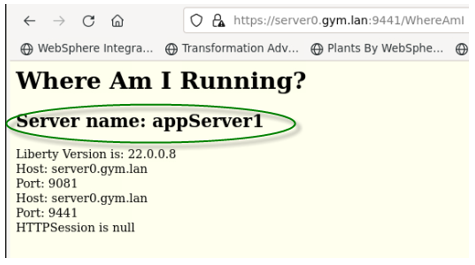 https://server0.gym.lan:9441/WhereAmI
WebSphere Integra... Transformation Adv... Plants By WebSphe...
Where Am I Running?
Server name: appServer1
Liberty Version is: 22.0.0.8
Host: server0.gym.lan
Port: 9081
Host: server0.gym.lan
Port: 9441
HTTPSession is null